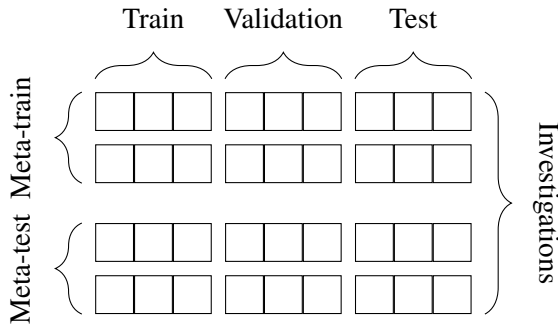 Train Validation Test
Meta-train
Meta-test
Investigations